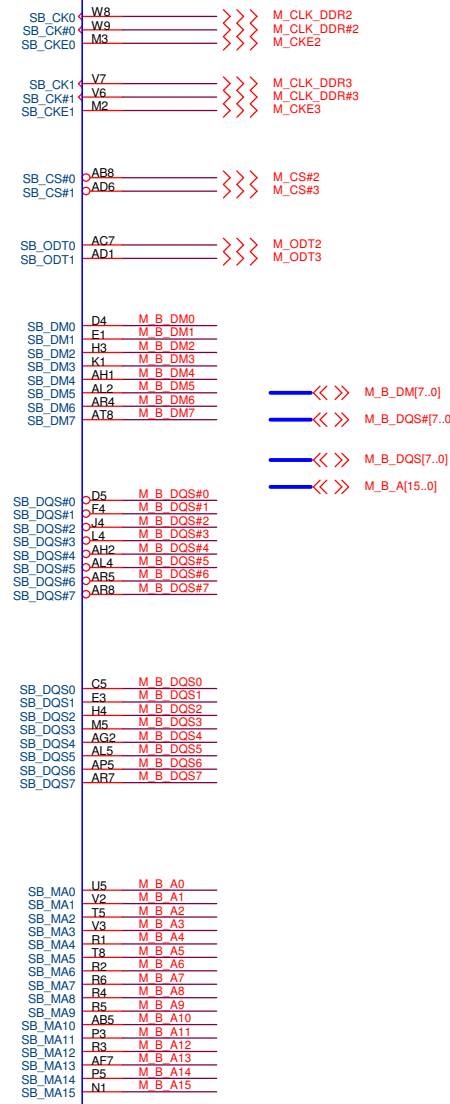 SB_CK0 W8 M_CLK_DDR2
SB_CK#0 W9 M_CLK_DDR#2
SB_CKE0 M3 M_CKE2
SB_CK1 V7 M_CLK_DDR3
SB_CK#1 V6 M_CLK_DDR#3
SB_CKE1 M2 M_CKE3
SB_CS#0 AB8 M_CS#2
SB_CS#1 AD6 M_CS#3
SB_ODT0 AC7 M_ODT2
SB_ODT1 AD1 M_ODT3
SB_DM0 D4 M_B_DM0
SB_DM1 E1 M_B_DM1
SB_DM2 H3 M_B_DM2
SB_DM3 K1 M_B_DM3
SB_DM4 AH1 M_B_DM4
SB_DM5 AL2 M_B_DM5
SB_DM6 AR4 M_B_DM6
SB_DM7 AT8 M_B_DM7
M_B_DM[7..0]
M_B_DQS#[7..0
M_B_DQS[7..0]
M_B_A[15..0]
SB_DQS#0 D5 M_B_DQS#0
SB_DQS#1 F4 M_B_DQS#1
SB_DQS#2 J4 M_B_DQS#2
SB_DQS#3 L4 M_B_DQS#3
SB_DQS#4 AH2 M_B_DQS#4
SB_DQS#5 AL4 M_B_DQS#5
SB_DQS#6 AR5 M_B_DQS#6
SB_DQS#7 AR8 M_B_DQS#7
SB_DQS0 C5 M_B_DQS0
SB_DQS1 E3 M_B_DQS1
SB_DQS2 H4 M_B_DQS2
SB_DQS3 M5 M_B_DQS3
SB_DQS4 AG2 M_B_DQS4
SB_DQS5 AL5 M_B_DQS5
SB_DQS6 AP5 M_B_DQS6
SB_DQS7 AR7 M_B_DQS7
SB_MA0 U5 M_B_A0
SB_MA1 V2 M_B_A1
SB_MA2 T5 M_B_A2
SB_MA3 V3 M_B_A3
SB_MA4 R1 M_B_A4
SB_MA5 T8 M_B_A5
SB_MA6 R2 M_B_A6
SB_MA7 R6 M_B_A7
SB_MA8 R4 M_B_A8
SB_MA9 R5 M_B_A9
SB_MA10 AB5 M_B_A10
SB_MA11 P3 M_B_A11
SB_MA12 R3 M_B_A12
SB_MA13 AF7 M_B_A13
SB_MA14 P5 M_B_A14
SB_MA15 N1 M_B_A15